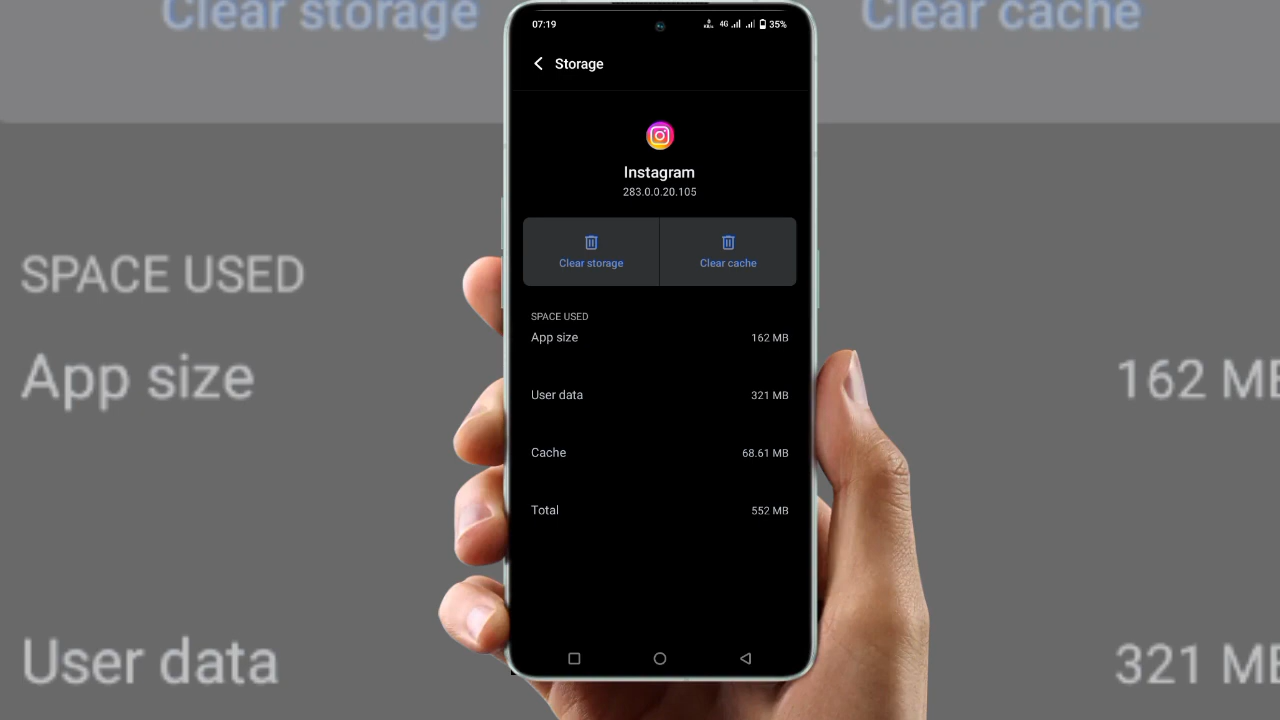 Clear storage
Clear cache
07:19
4G
35%
Storage
Instagram
283.0.0.20.105
Clear storage
Clear cache
SPACE USED
App size 162 MB
User data 321 MB
Cache 68.61 MB
Total 552 MB
SPACE USED
App size 162 MB
User data 321 MB